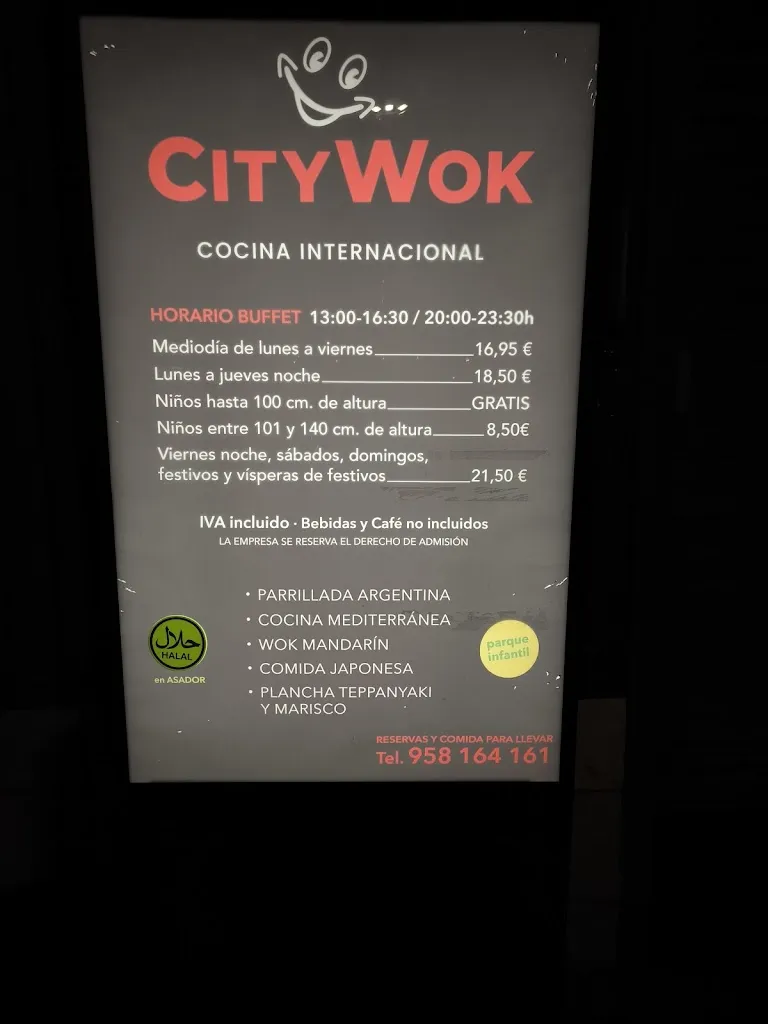 CITYWOK
COCINA INTERNACIONAL
HORARIO BUFFET 13:00-16:30 / 20:00-23:30h
Mediodía de lunes a viernes 16,95 €
Lunes a jueves noche 18,50 €
Niños hasta 100 cm. de altura GRATIS
Niños entre 101 y 140 cm. de altura 8,50€
Viernes noche, sábados, domingos,
festivos y vísperas de festivos 21,50 €
IVA incluido · Bebidas y Café no incluidos
LA EMPRESA SE RESERVA EL DERECHO DE ADMISIÓN
• PARRILLADA ARGENTINA
• COCINA MEDITERRÁNEA
• WOK MANDARÍN
• COMIDA JAPONESA
• PLANCHA TEPPANYAKI
Y MARISCO
حلال
HALAL
en ASADOR
parque
infantil
RESERVAS Y COMIDA PARA LLEVAR
Tel. 958 164 161